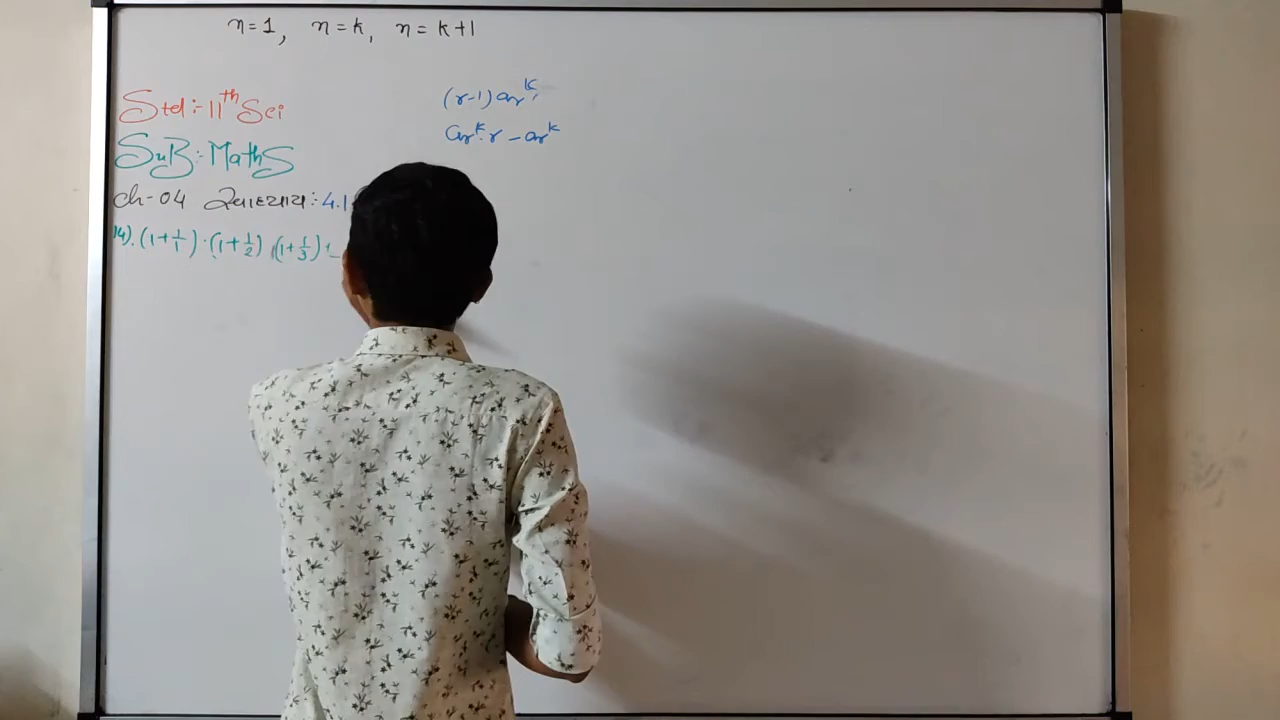 n=1, n=k, n=k+1
Std:-11th Sci
(r-1)ar^k,
SuB:-MathS
ar^k.r-ar^k
ch-04 સ્વાધ્યાય:-4.1
14).(1+1/1).(1+1/2)(1+1/3)